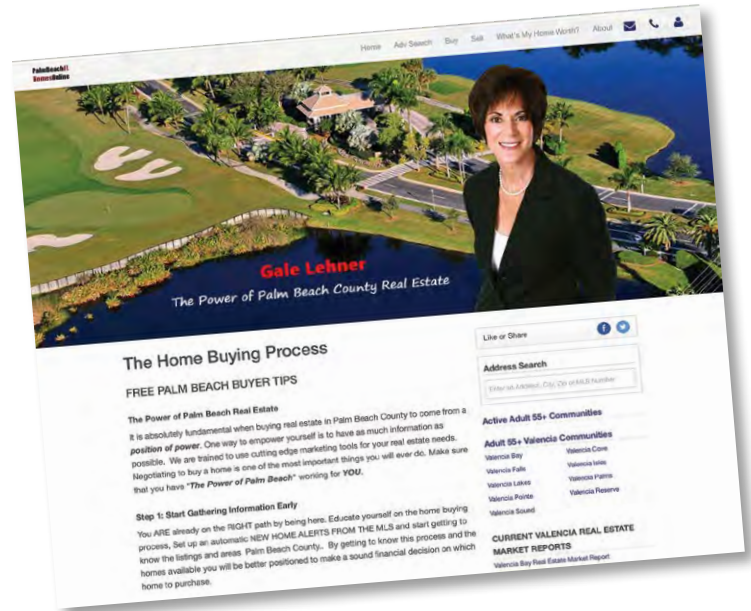 PalmBeachFL
HomesOnline
Home Adv Search Buy Sell What's My Home Worth? About
Gale Lehner
The Power of Palm Beach County Real Estate
The Home Buying Process
FREE PALM BEACH BUYER TIPS
The Power of Palm Beach Real Estate
It is absolutely fundamental when buying real estate in Palm Beach County to come from a
position of power. One way to empower yourself is to have as much information as
possible. We are trained to use cutting edge marketing tools for your real estate needs.
Negotiating to buy a home is one of the most important things you will ever do. Make sure
that you have "The Power of Palm Beach" working for YOU.
Step 1: Start Gathering Information Early
You ARE already on the RIGHT path by being here. Educate yourself on the home buying
process, Set up an automatic NEW HOME ALERTS FROM THE MLS and start getting to
know the listings and areas Palm Beach County.. By getting to know this process and the
homes available you will be better positioned to make a sound financial decision on which
home to purchase.
Like or Share
Address Search
Enter an Address, City, Zip or MLS Number
Active Adult 55+ Communities
Adult 55+ Valencia Communities
Valencia Bay Valencia Cove
Valencia Falls Valencia Isles
Valencia Lakes Valencia Palms
Valencia Pointe Valencia Reserve
Valencia Sound
CURRENT VALENCIA REAL ESTATE
MARKET REPORTS
Valencia Bay Real Estate Market Report